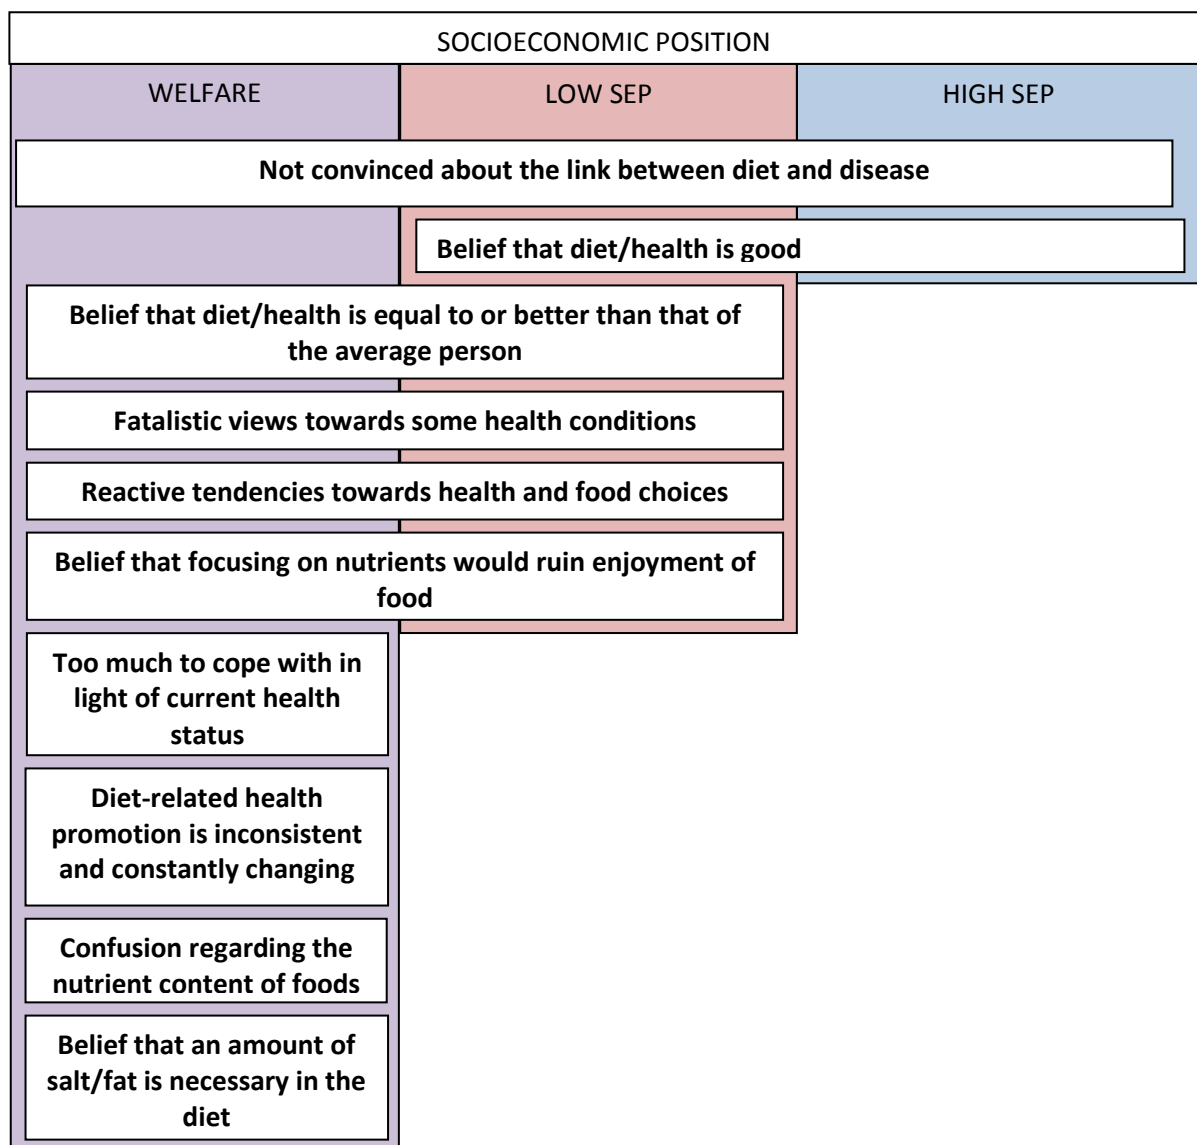 SOCIOECONOMIC POSITION
WELFARE
LOW SEP
HIGH SEP
Not convinced about the link between diet and disease
Belief that diet/health is good
Belief that diet/health is equal to or better than that of
the average person
Fatalistic views towards some health conditions
Reactive tendencies towards health and food choices
Belief that focusing on nutrients would ruin enjoyment of
food
Too much to cope with in
light of current health
status
Diet-related health
promotion is inconsistent
and constantly changing
Confusion regarding the
nutrient content of foods
Belief that an amount of
salt/fat is necessary in the
diet